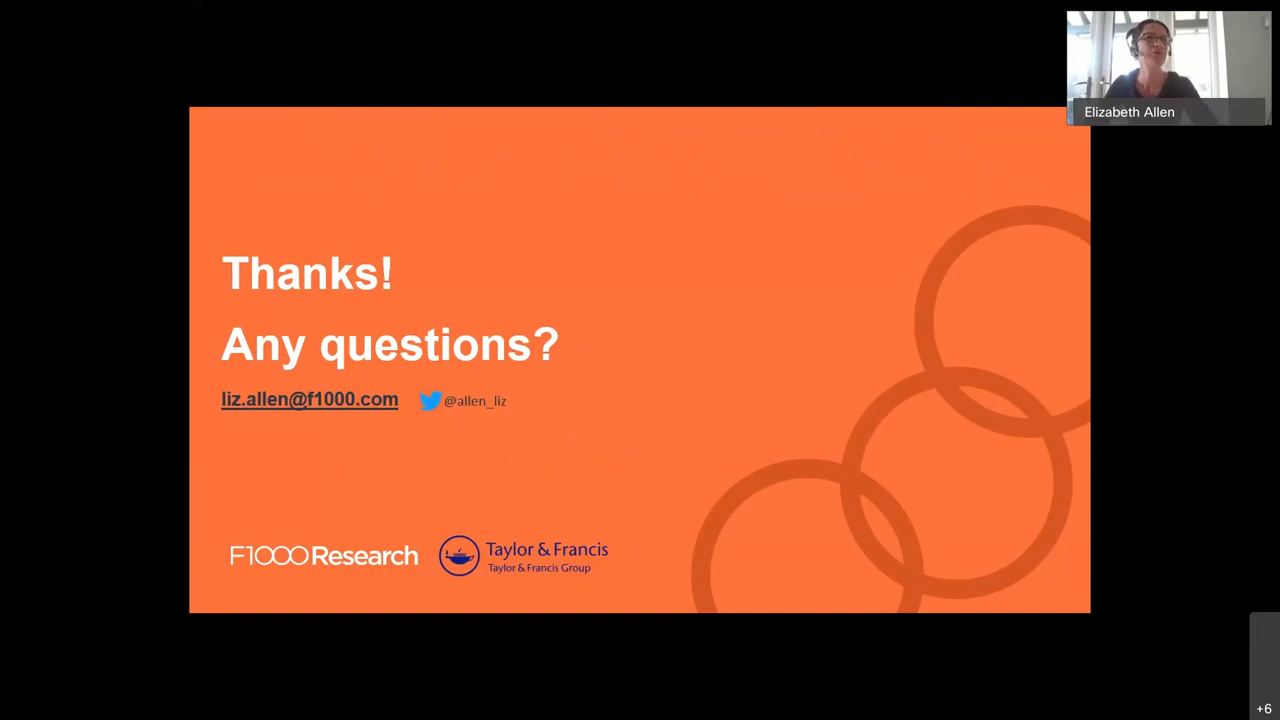 Elizabeth Allen
Thanks!
Any questions?
liz.allen@f1000.com @allen_liz
F1000Research
Taylor & Francis
Taylor & Francis Group
+6